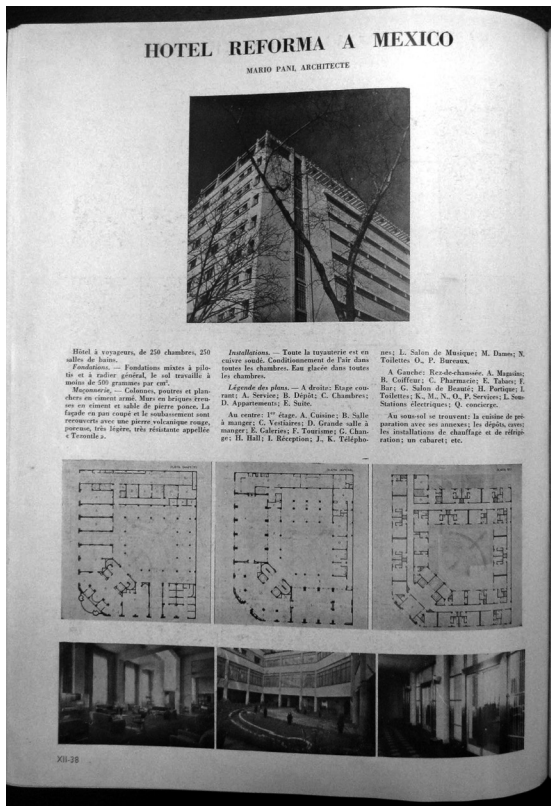 HOTEL REFORMA A MEXICO
MARIO PANI, ARCHITECTE
Hôtel à voyageurs, de 250 chambres, 250
salles de bains.
Fondations. — Fondations mixtes à pilo-
tis et à radier général, le sol travaille à
moins de 500 grammes par cm².
Maçonnerie. — Colonnes, poutres et plan-
chers en ciment armé. Murs en briques creu-
ses en ciment et sable de pierre ponce. La
façade en pan coupé et le soubassement sont
recouverts avec une pierre volcanique rouge,
poreuse, très légère, très résistante appellée
« Tezontle ».
Installations. — Toute la tuyauterie est en
cuivre soudé. Conditionnement de l'air dans
toutes les chambres. Eau glacée dans toutes
les chambres.
Légende des plans. — A droite: Etage cou-
rant; A. Service; B. Dépôt; C. Chambres;
D. Appartements; E. Suite.
Au centre: 1er étage. A. Cuisine; B. Salle
à manger; C. Vestiaires; D. Grande salle à
manger; E. Galeries; F. Tourisme; G. Chan-
ge; H. Hall; I. Réception; J., K. Télépho-
nes; L. Salon de Musique; M. Dames; N.
Toilettes O., P. Bureaux.
A Gauche: Rez-de-chaussée. A. Magasins;
B. Coiffeur; C. Pharmacie; E. Tabacs; F.
Bar; G. Salon de Beauté; H. Portique; I.
Toilettes; K., M., N., O., P. Services; L. Sous-
Stations électriques; Q. concierge.
Au sous-sol se trouvent: la cuisine de pré-
paration avec ses annexes; les dépôts, caves;
les installations de chauffage et de réfrigé-
ration; un cabaret; etc.
XII-38